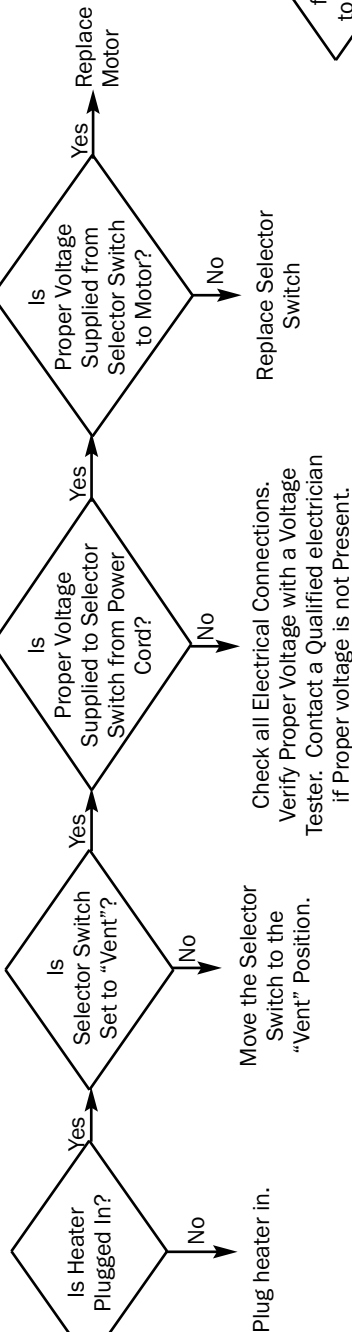 Is Heater
Plugged In?
Yes
No
Plug heater in.
Is
Selector Switch
Set to “Vent”?
Yes
No
Move the Selector
Switch to the
“Vent” Position.
Is
Proper Voltage
Supplied to Selector
Switch from Power
Cord?
Yes
No
Check all Electrical Connections.
Verify Proper Voltage with a Voltage
Tester.  Contact a Qualified electrician
if Proper voltage is not Present.
Is
Proper Voltage
Supplied from
Selector Switch
to Motor?
Yes
Replace
Motor
No
Replace Selector
Switch
to